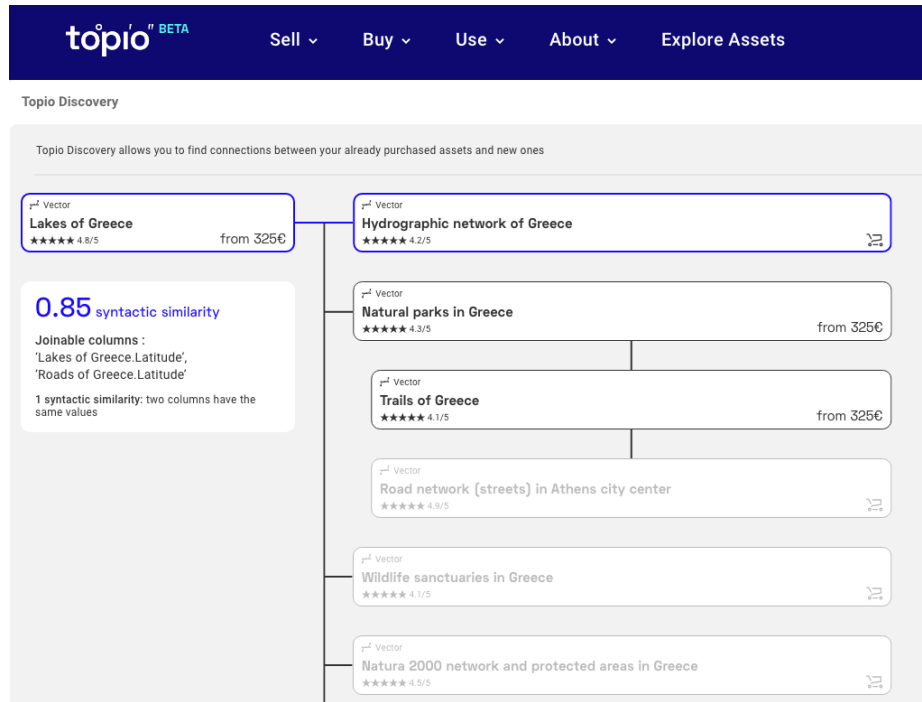 topio" BETA
Sell
Buy
Use
About
Explore Assets
Topio Discovery
Topio Discovery allows you to find connections between your already purchased assets and new ones
Vector
Lakes of Greece
★★★★★ 4.8/5
from 325€
0.85 syntactic similarity
Joinable columns :
'Lakes of Greece.Latitude',
'Roads of Greece.Latitude'
1 syntactic similarity: two columns have the
same values
Vector
Hydrographic network of Greece
★★★★★ 4.2/5
Vector
Natural parks in Greece
★★★★★ 4.3/5
from 325€
Vector
Trails of Greece
★★★★★ 4.1/5
from 325€
Vector
Road network (streets) in Athens city center
★★★★★ 4.9/5
Vector
Wildlife sanctuaries in Greece
★★★★★ 4.1/5
Vector
Natura 2000 network and protected areas in Greece
★★★★★ 4.5/5